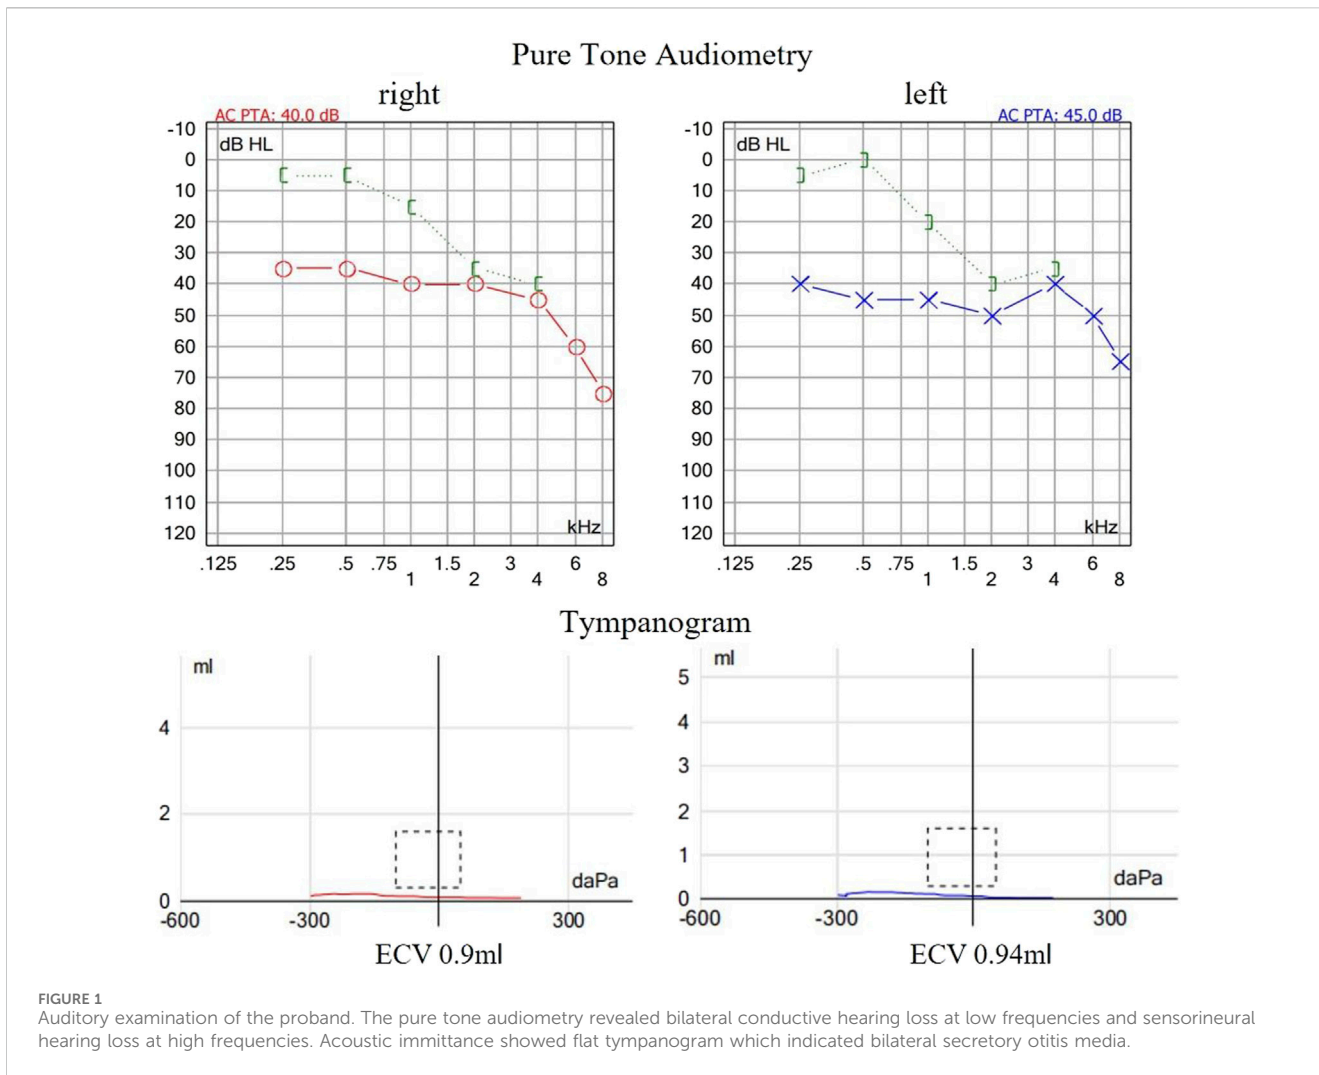 Pure Tone Audiometry
right
left
AC PTA: 40.0 dB
AC PTA: 45.0 dB
dB HL
-10
0
10
20
30
40
50
60
70
80
90
100
110
120
kHz
.125 .25 .5 .75 1 1.5 2 3 4 6 8
dB HL
-10
0
10
20
30
40
50
60
70
80
90
100
110
120
kHz
.125 .25 .5 .75 1 1.5 2 3 4 6 8
Tympanogram
ml
4
2
0
daPa
-600 -300 300
ECV 0.9ml
ml
5
4
3
2
1
0
daPa
-600 -300 300
ECV 0.94ml
FIGURE 1
Auditory examination of the proband. The pure tone audiometry revealed bilateral conductive hearing loss at low frequencies and sensorineural
hearing loss at high frequencies. Acoustic immittance showed flat tympanogram which indicated bilateral secretory otitis media.